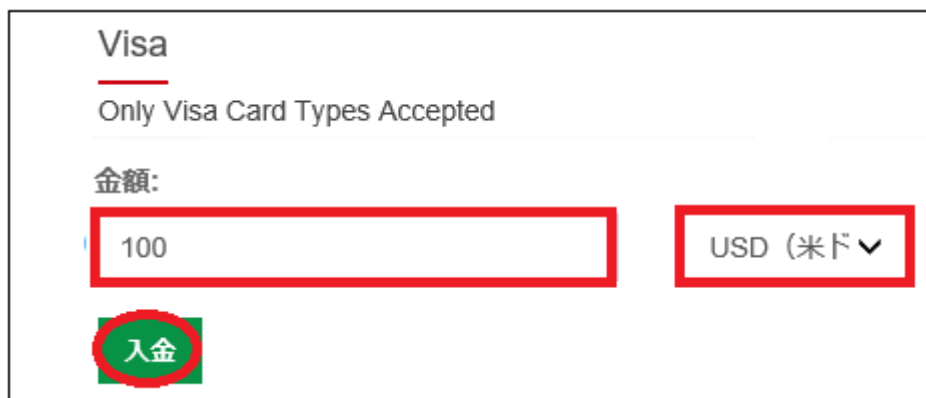 Visa
Only Visa Card Types Accepted
金額:
100
USD（米ド
入金